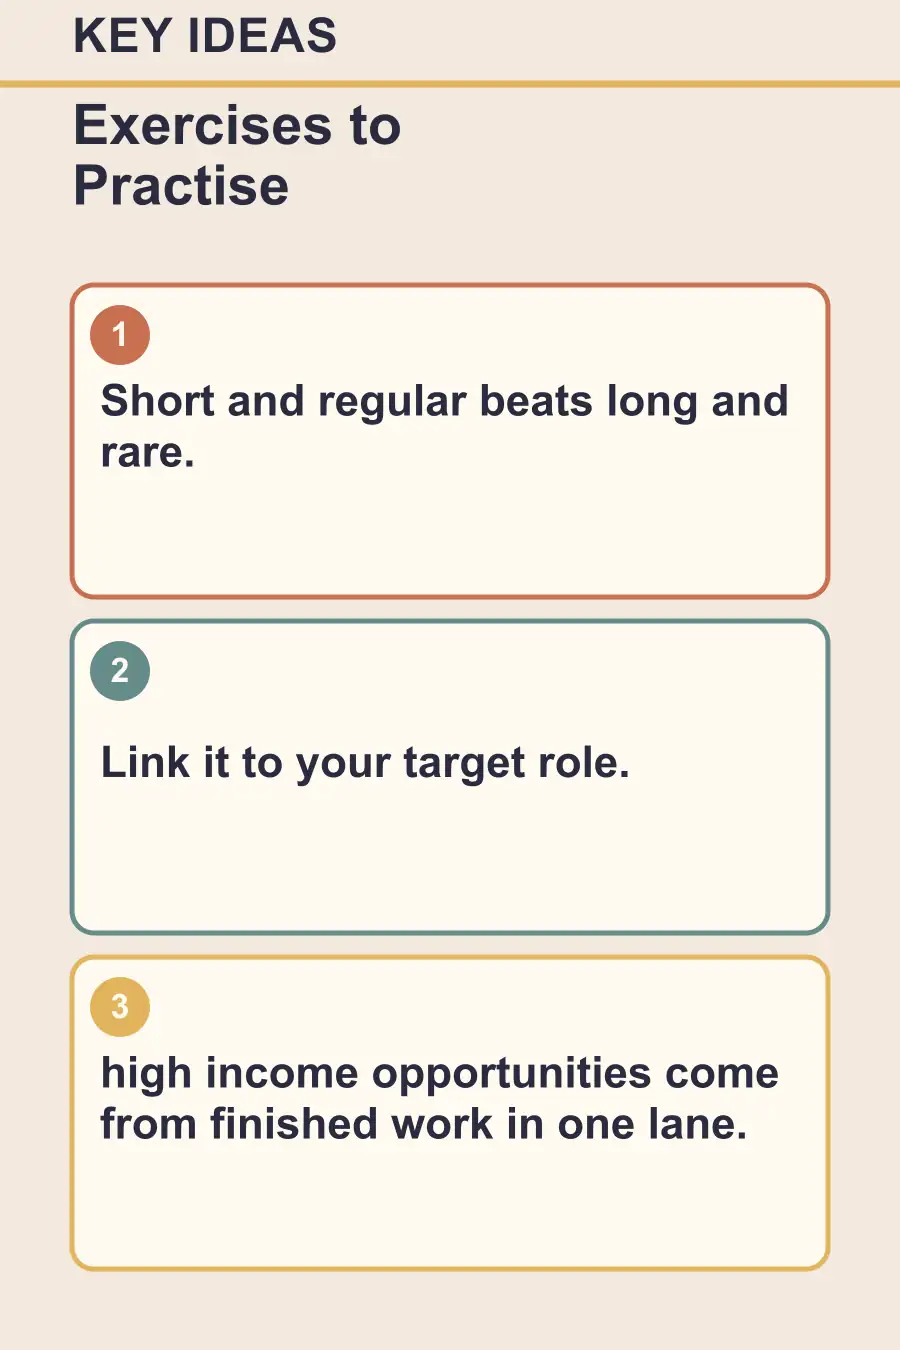 KEY IDEAS
Exercises to
Practise
1
Short and regular beats long and
rare.
2
Link it to your target role.
3
high income opportunities come
from finished work in one lane.